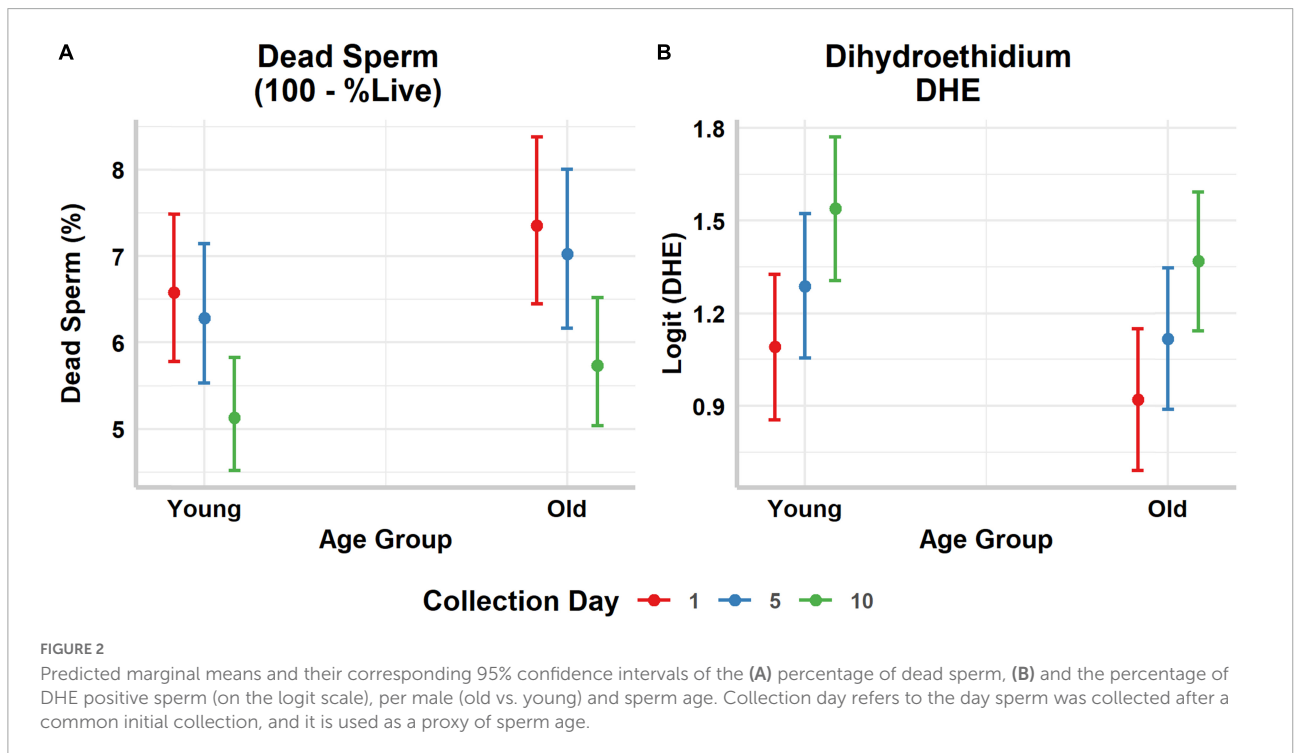 A
Dead Sperm
(100 - %Live)
Dead Sperm (%)
8
7
6
5
Young
Old
Age Group
B
Dihydroethidium
DHE
Logit (DHE)
1.8
1.5
1.2
0.9
Young
Old
Age Group
Collection Day 1 5 10
FIGURE 2
Predicted marginal means and their corresponding 95% confidence intervals of the (A) percentage of dead sperm, (B) and the percentage of
DHE positive sperm (on the logit scale), per male (old vs. young) and sperm age. Collection day refers to the day sperm was collected after a
common initial collection, and it is used as a proxy of sperm age.